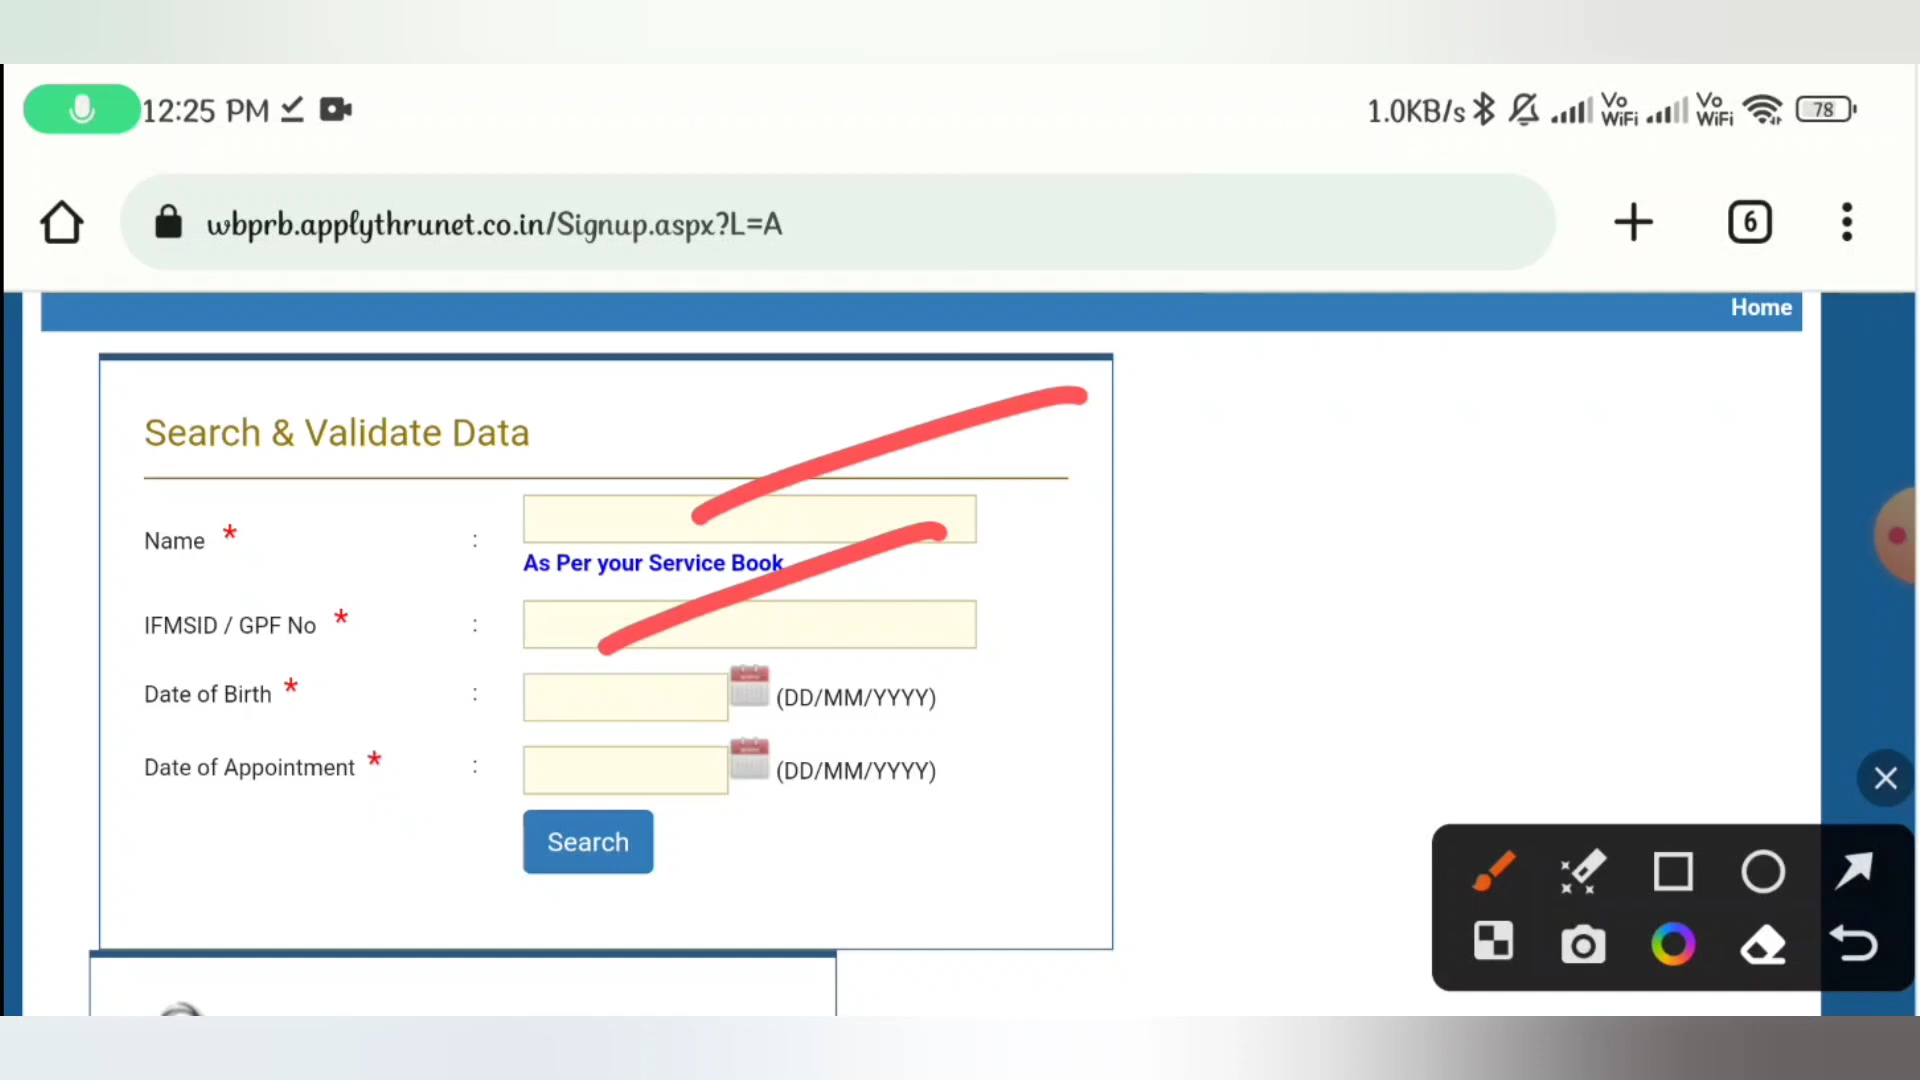 12:25 PM 1.0KB/s Vo WiFi Vo WiFi 78
wbprb.applythrunet.co.in/Signup.aspx?L=A 6
Home
Search & Validate Data
Name * :
As Per your Service Book
IFMSID / GPF No * :
Date of Birth * : (DD/MM/YYYY)
Date of Appointment * : (DD/MM/YYYY)
Search